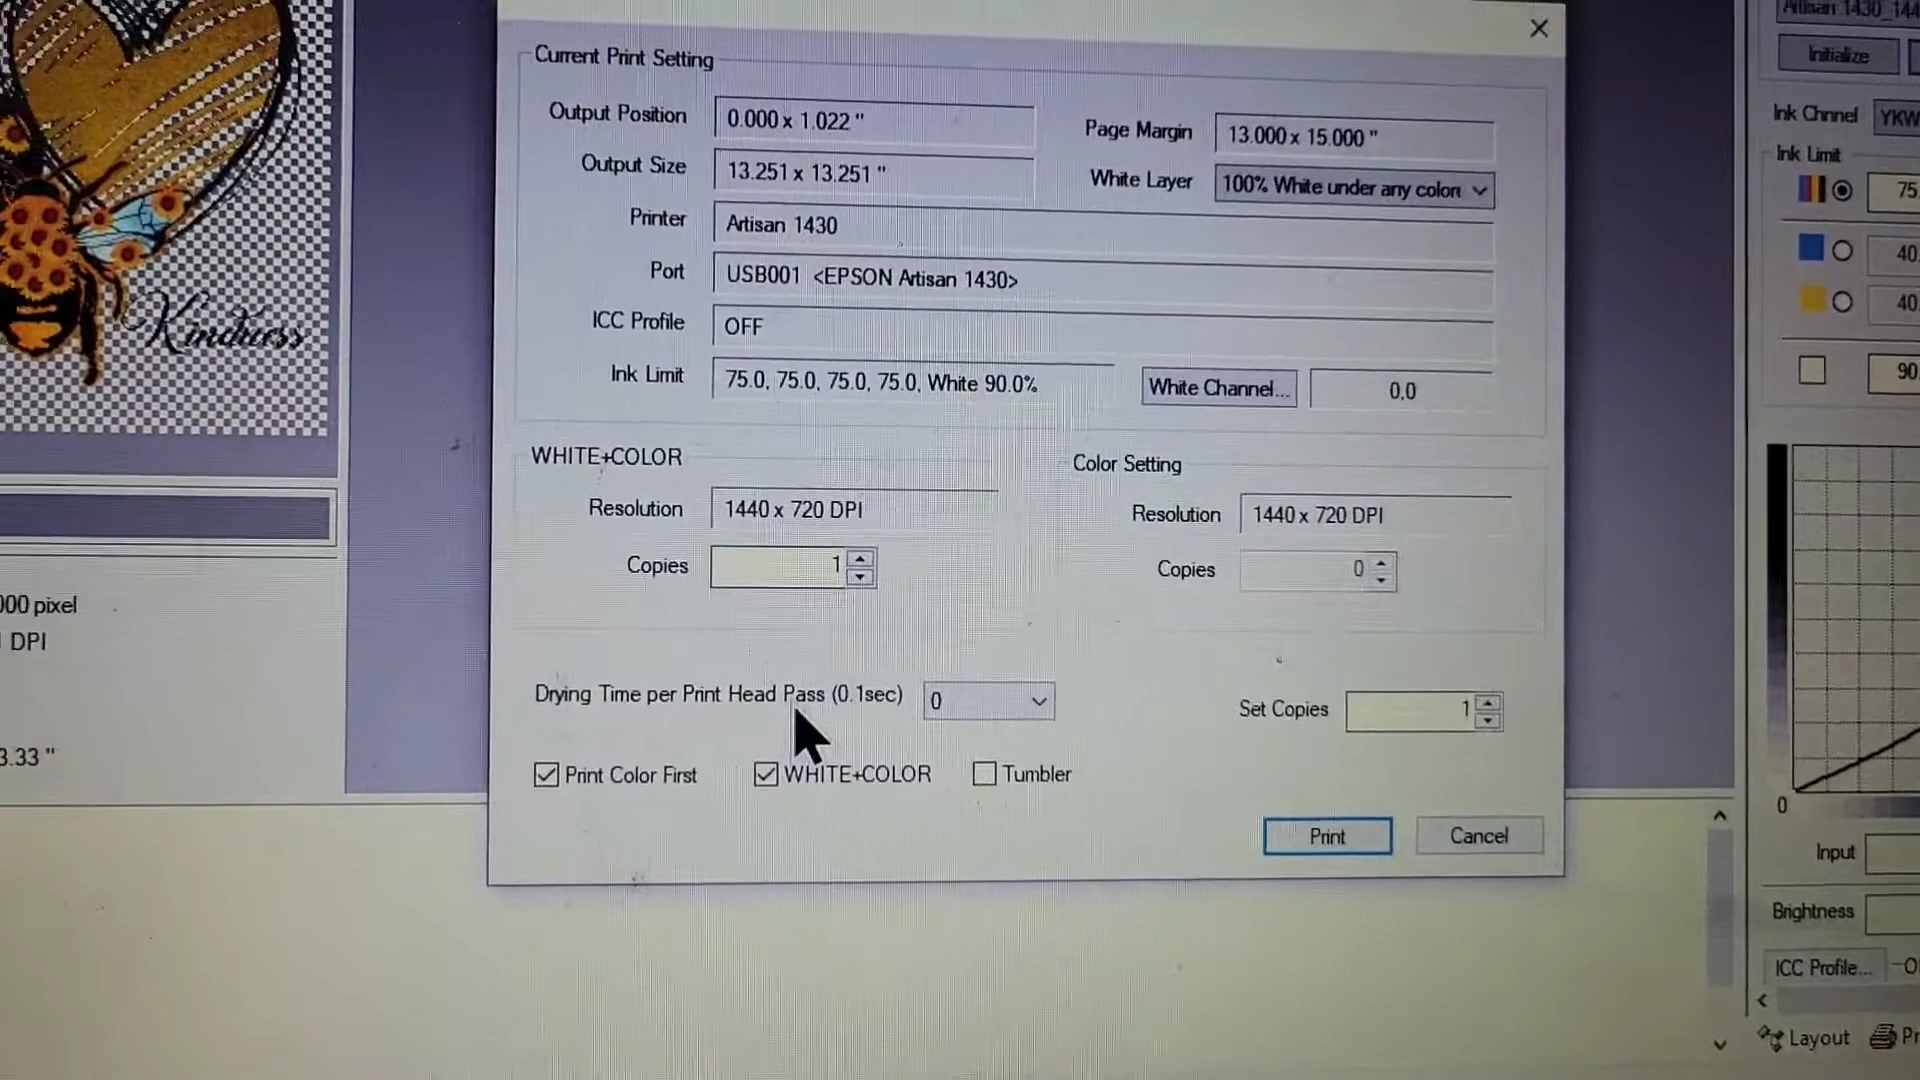 Current Print Setting
Output Position 0.000 x 1.022 "
Page Margin 13.000 x 15.000 "
Output Size 13.251 x 13.251 "
White Layer 100% White under any color
Printer Artisan 1430
Port USB001 <EPSON Artisan 1430>
ICC Profile OFF
Ink Limit 75.0, 75.0, 75.0, 75.0, White 90.0%
White Channel... 0,0
WHITE+COLOR
Resolution 1440 x 720 DPI
Copies 1
Color Setting
Resolution 1440 x 720 DPI
Copies 0
Drying Time per Print Head Pass (0.1sec) 0
Set Copies 1
Print Color First WHITE+COLOR Tumbler
Print Cancel
Kindness
000 pixel
DPI
3.33 "
Artisan 1430_144
Initialize
Ink Chnnel YKW
Ink Limit
75
40
40
90
0
Input
Brightness
ICC Profile...
Layout Pr